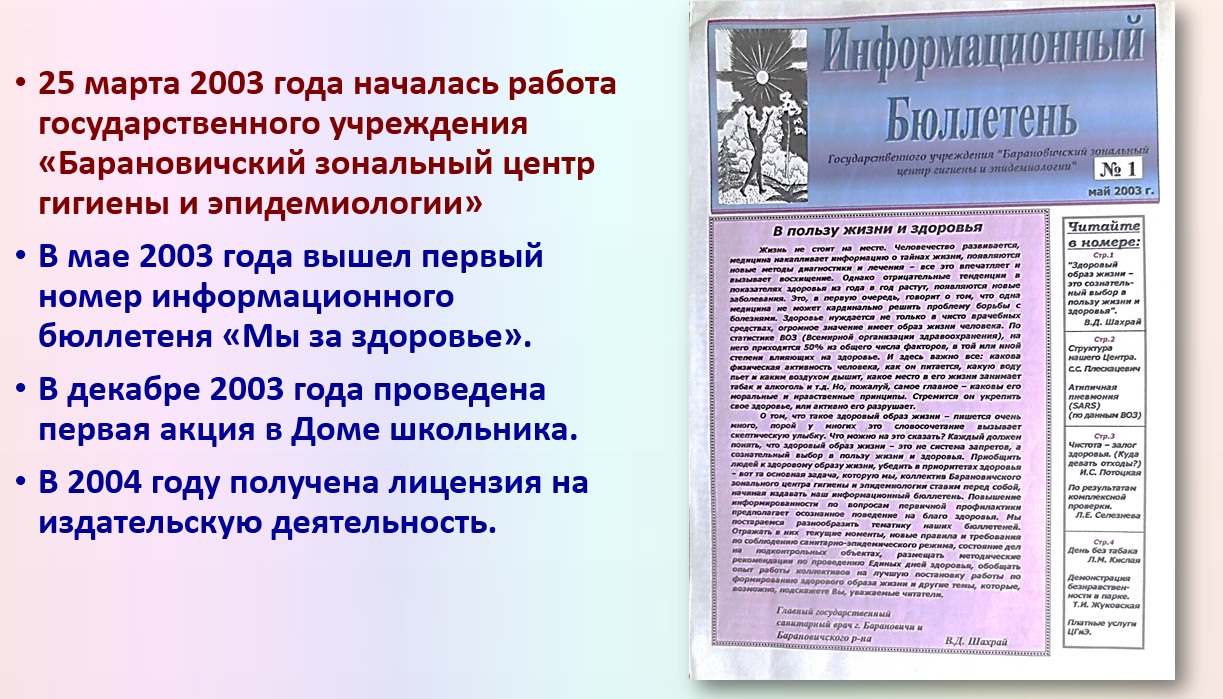 • 25 марта 2003 года началась работа
государственного учреждения
«Барановичский зональный центр
гигиены и эпидемиологии»
• В мае 2003 года вышел первый
номер информационного
бюллетеня «Мы за здоровье».
• В декабре 2003 года проведена
первая акция в Доме школьника.
• В 2004 году получена лицензия на
издательскую деятельность.
Информационный
Бюллетень
Государственного учреждения "Барановичский зональный
центр гигиены и эпидемиологии"
№ 1
май 2003 г.
В пользу жизни и здоровья
Жизнь не стоит на месте. Человечество развивается,
медицина накапливает информацию о тайнах жизни, появляются
новые методы диагностики и лечения – все это впечатляет и
вызывает восхищение. Однако отрицательные тенденции в
показателях здоровья из года в год растут, появляются новые
заболевания. Это, в первую очередь, говорит о том, что одна
медицина не может кардинально решить проблему борьбы с
болезнями. Здоровье нуждается не только в чисто врачебных
средствах, огромное значение имеет образ жизни человека. По
статистике ВОЗ (Всемирной организации здравоохранения), на
него приходится 50% из общего числа факторов, в той или иной
степени влияющих на здоровье. И здесь важно все: какова
физическая активность человека, как он питается, какую воду
пьет и каким воздухом дышит, какое место в его жизни занимает
табак и алкоголь и т.д. Но, пожалуй, самое главное – каковы его
моральные и нравственные принципы. Стремится он укрепить
свое здоровье, или активно его разрушает.
О том, что такое здоровый образ жизни – пишется очень
много, порой у многих это словосочетание вызывает
скептическую улыбку. Что можно на это сказать? Каждый должен
понять, что здоровый образ жизни – это не система запретов, а
сознательный выбор в пользу жизни и здоровья. Приобщить
людей к здоровому образу жизни, убедить в приоритетах здоровья
– вот та основная задача, которую мы, коллектив Барановичского
зонального центра гигиены и эпидемиологии ставим перед собой,
начиная издавать наш информационный бюллетень. Повышение
информированности по вопросам первичной профилактики
предполагает осознанное поведение на благо здоровья. Мы
постараемся разнообразить тематику наших бюллетеней.
Отражать в них текущие моменты, новые правила и требования
по соблюдению санитарно-эпидемического режима, состояние дел
на подконтрольных объектах, размещать методические
рекомендации по проведению Единых дней здоровья, обобщать
опыт работы коллективов на лучшую постановку работы по
формированию здорового образа жизни и другие темы, которые,
возможно, подскажете Вы, уважаемые читатели.
Главный государственный
санитарный врач г. Барановичи и
Барановичского р-на В.Д. Шахрай
Читайте
в номере:
Стр.1
"Здоровый
образ жизни –
это сознатель-
ный выбор в
пользу жизни и
здоровья".
В.Д. Шахрай
Стр.2
Структура
нашего Центра.
С.С. Плескацевич
Атипичная
пневмония
(SARS)
(по данным ВОЗ)
Стр.3
Чистота – залог
здоровья. (Куда
девать отходы?)
И.С. Потоцкая
По результатам
комплексной
проверки.
Л.Е. Селезнева
Стр.4
День без табака
Л.М. Кислая
Демонстрация
безнравствен-
ности в парке.
Т.И. Жуковская
Платные услуги
ЦГиЭ.